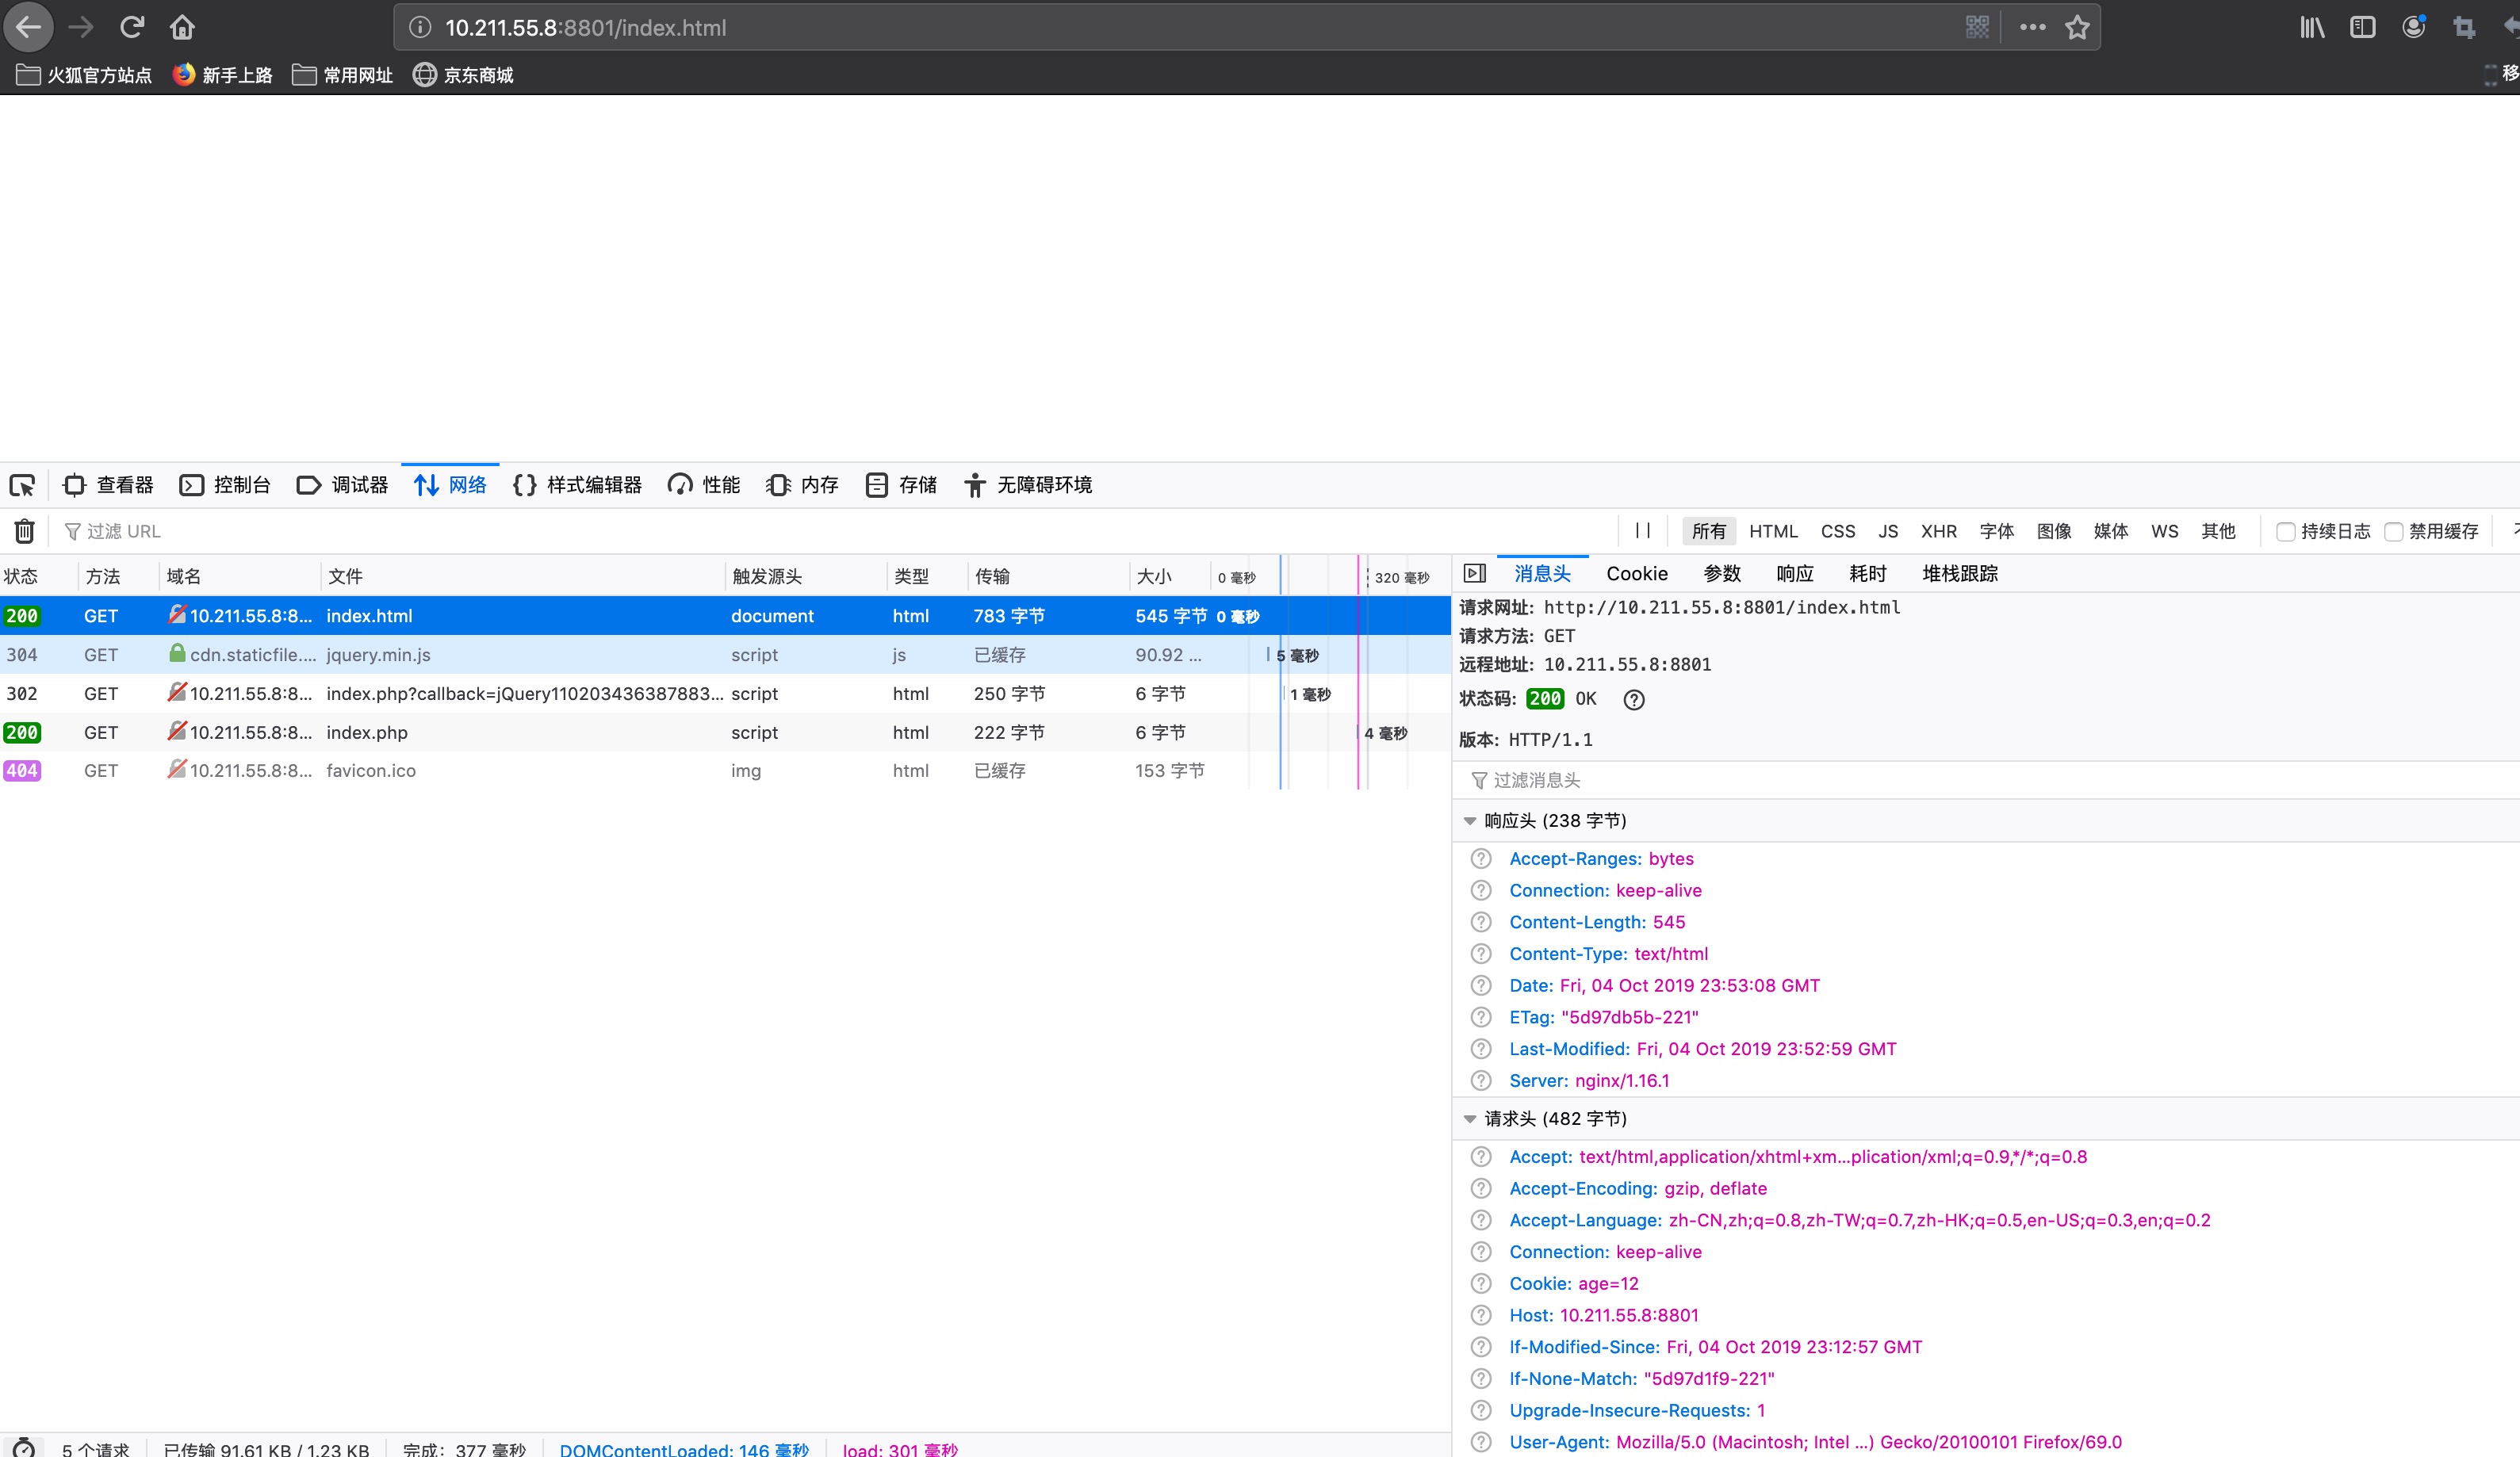 10.211.55.8:8801/index.html
火狐官方站点 新手上路 常用网址 京东商城 移
查看器 控制台 调试器 网络 样式编辑器 性能 内存 存储 无障碍环境
过滤 URL 所有 HTML CSS JS XHR 字体 图像 媒体 WS 其他 持续日志 禁用缓存
状态 方法 域名 文件 触发源头 类型 传输 大小 0 毫秒 320 毫秒
200 GET 10.211.55.8:8... index.html document html 783 字节 545 字节 0 毫秒
304 GET cdn.staticfile.... jquery.min.js script js 已缓存 90.92 ... 5 毫秒
302 GET 10.211.55.8:8... index.php?callback=jQuery110203436387883... script html 250 字节 6 字节 1 毫秒
200 GET 10.211.55.8:8... index.php script html 222 字节 6 字节 4 毫秒
404 GET 10.211.55.8:8... favicon.ico img html 已缓存 153 字节
5 个请求 已传输 91.61 KB / 1.23 KB 完成：377 毫秒 DOMContentLoaded: 146 毫秒 load: 301 毫秒
消息头 Cookie 参数 响应 耗时 堆栈跟踪
请求网址: http://10.211.55.8:8801/index.html
请求方法: GET
远程地址: 10.211.55.8:8801
状态码: 200 OK
版本: HTTP/1.1
过滤消息头
响应头 (238 字节)
Accept-Ranges: bytes
Connection: keep-alive
Content-Length: 545
Content-Type: text/html
Date: Fri, 04 Oct 2019 23:53:08 GMT
ETag: "5d97db5b-221"
Last-Modified: Fri, 04 Oct 2019 23:52:59 GMT
Server: nginx/1.16.1
请求头 (482 字节)
Accept: text/html,application/xhtml+xm...plication/xml;q=0.9,*/*;q=0.8
Accept-Encoding: gzip, deflate
Accept-Language: zh-CN,zh;q=0.8,zh-TW;q=0.7,zh-HK;q=0.5,en-US;q=0.3,en;q=0.2
Connection: keep-alive
Cookie: age=12
Host: 10.211.55.8:8801
If-Modified-Since: Fri, 04 Oct 2019 23:12:57 GMT
If-None-Match: "5d97d1f9-221"
Upgrade-Insecure-Requests: 1
User-Agent: Mozilla/5.0 (Macintosh; Intel ...) Gecko/20100101 Firefox/69.0